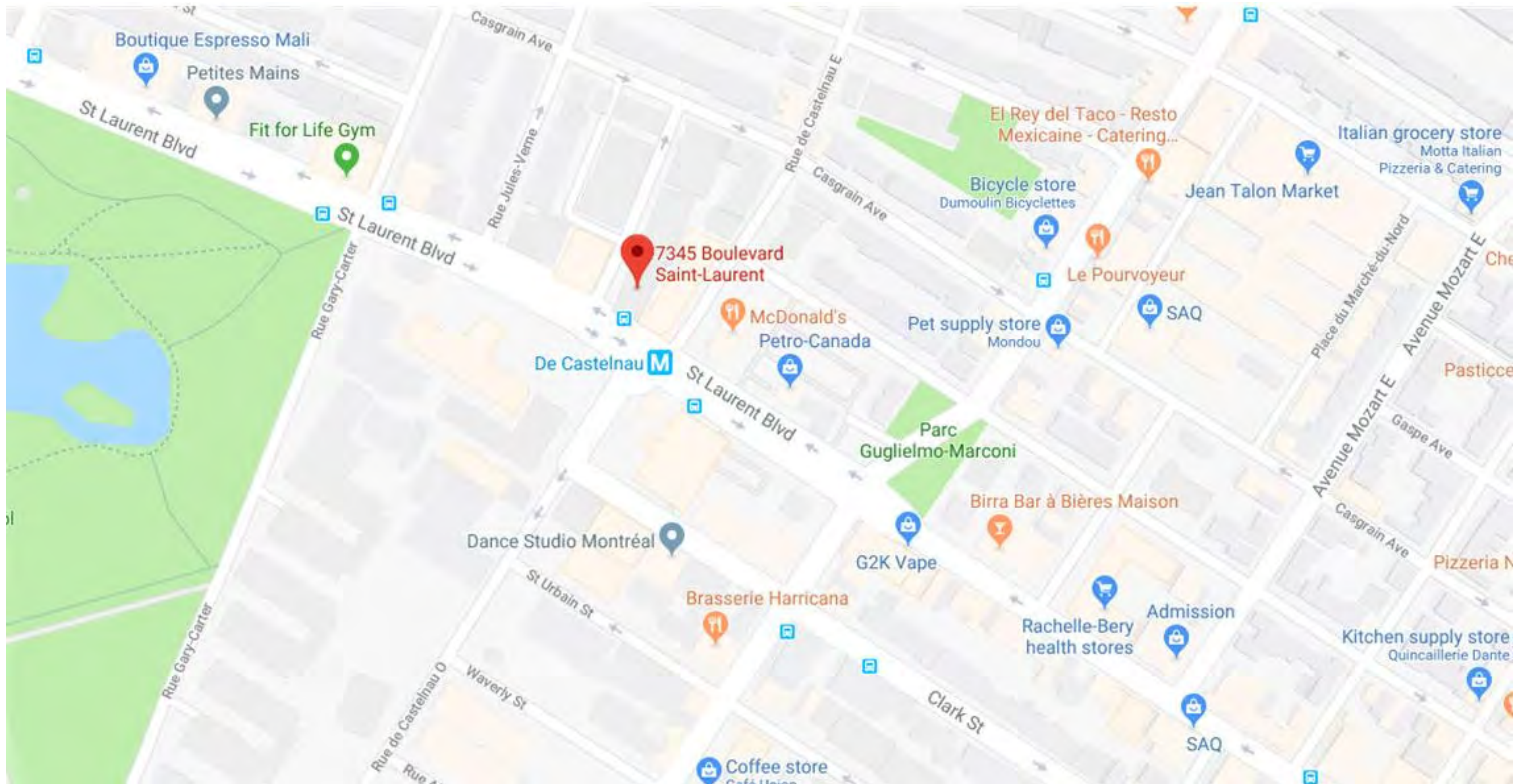 St
Casgrain Ave
Boutique Espresso Mali
Petites Mains
St Laurent Blvd
Fit for Life Gym
Rue Jules-Verne
Rue de Castelnau E
El Rey del Taco - Resto
Mexicaine - Catering...
Italian grocery store
Motta Italian
Pizzeria & Catering
Bicycle store
Dumoulin Bicyclettes
Jean Talon Market
Casgrain Ave
St Laurent Blvd
Rue Gary-Carter
7345 Boulevard
Saint-Laurent
Le Pourvoyeur
Place du Marché-du-Nord
Avenue Mozart E
Che
McDonald's
Petro-Canada
Pet supply store
Mondou
SAQ
De Castelnau
M
St Laurent Blvd
Pasticce
Parc
Guglielmo-Marconi
Avenue Mozart E
Gaspe Ave
Birra Bar à Bières Maison
Casgrain Ave
Dance Studio Montréal
G2K Vape
Pizzeria N
St Urbain St
Brasserie Harricana
Rachelle-Bery
health stores
Admission
Kitchen supply store
Quincaillerie Dante
Rue Gary-Carter
Rue de Castelnau O
Waverly St
Clark St
SAQ
Coffee store